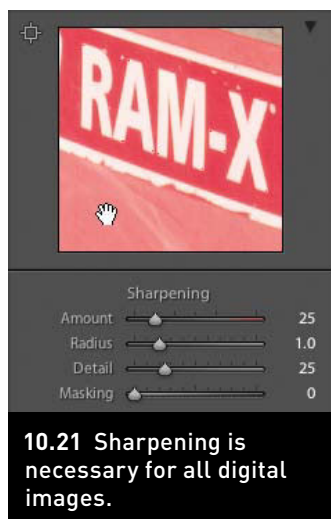 RAM-X
Sharpening
Amount 25
Radius 1.0
Detail 25
Masking 0
10.21 Sharpening is
necessary for all digital
images.